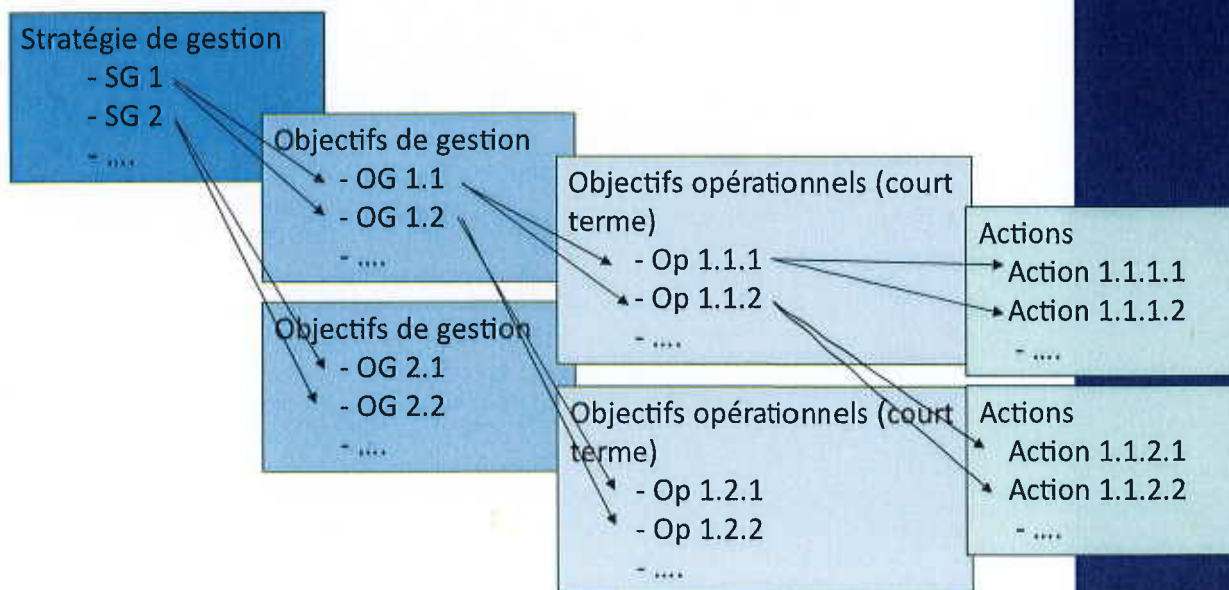 Stratégie de gestion
- SG 1
- SG 2
- ....
Objectifs de gestion
- OG 1.1
- OG 1.2
- ....
Objectifs de gestion
- OG 2.1
- OG 2.2
- ....
Objectifs opérationnels (court
terme)
- Op 1.1.1
- Op 1.1.2
- ....
Objectifs opérationnels (court
terme)
- Op 1.2.1
- Op 1.2.2
- ....
Actions
Action 1.1.1.1
Action 1.1.1.2
- ....
Actions
Action 1.1.2.1
Action 1.1.2.2
- ....